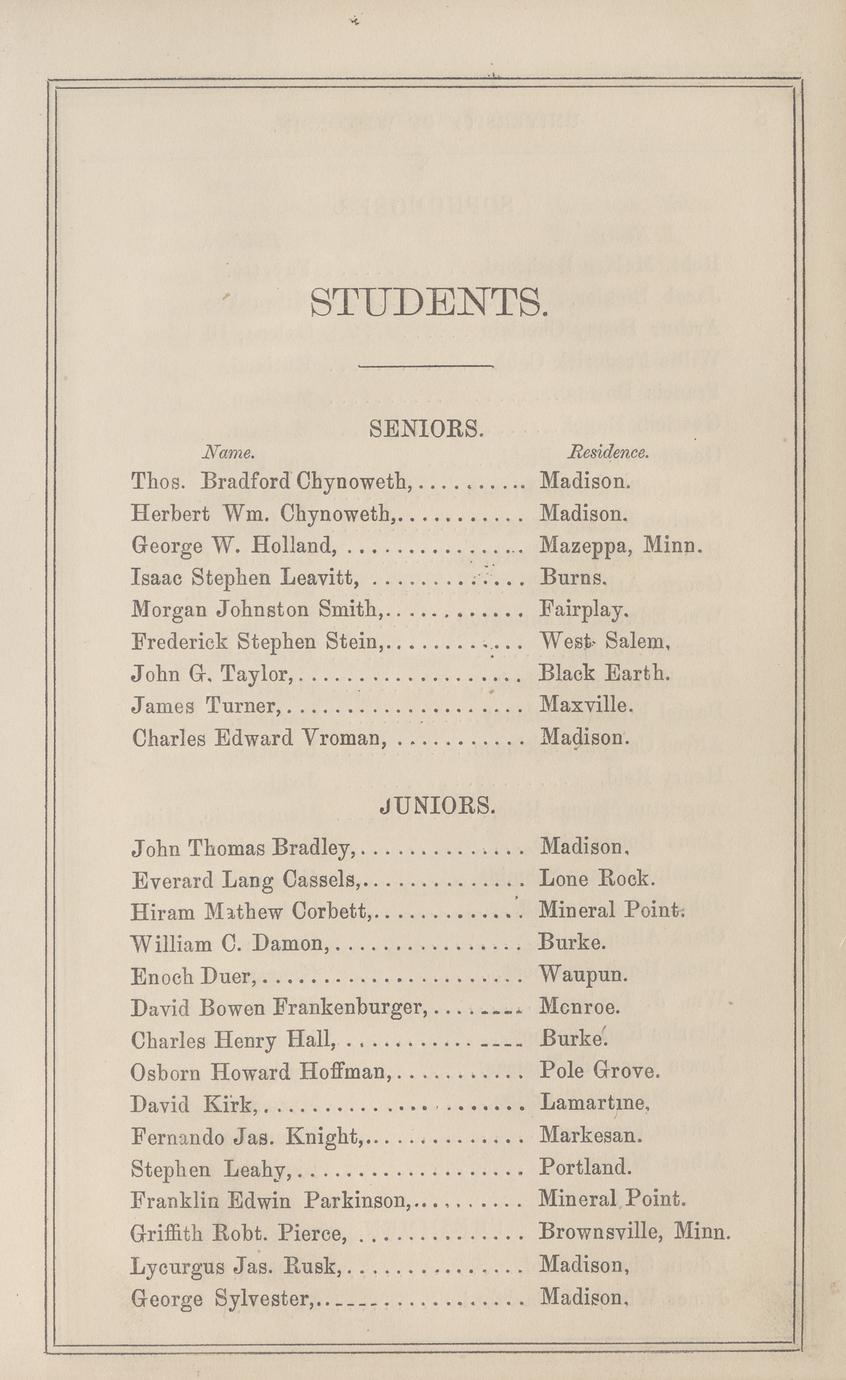 STUDENTS.
SENIORS.
Name. Residence.
Thos. Bradford Chynoweth, .......... Madison.
Herbert Wm. Chynoweth, ........... Madison.
George W. Holland, ............... Mazeppa, Minn.
Isaac Stephen Leavitt, ............ Burns.
Morgan Johnston Smith, ............ Fairplay.
Frederick Stephen Stein, ............ West Salem,
John G. Taylor, ................... Black Earth.
James Turner, .................... Maxville.
Charles Edward Vroman, ........... Madison.
JUNIORS.
John Thomas Bradley, .............. Madison,
Everard Lang Cassels, .............. Lone Rock.
Hiram Mathew Corbett, ............. Mineral Point.
William C. Damon, ................ Burke.
Enoch Duer, ...................... Waupun.
David Bowen Frankenburger, ........ Monroe.
Charles Henry Hall, ............... Burke.
Osborn Howard Hoffman, ........... Pole Grove.
David Kirk, ...................... Lamartine,
Fernando Jas. Knight, .............. Markesan.
Stephen Leahy, ................... Portland.
Franklin Edwin Parkinson, .......... Mineral Point.
Griffith Robt. Pierce, .............. Brownsville, Minn.
Lycurgus Jas. Rusk, ............... Madison,
George Sylvester, .................. Madison,